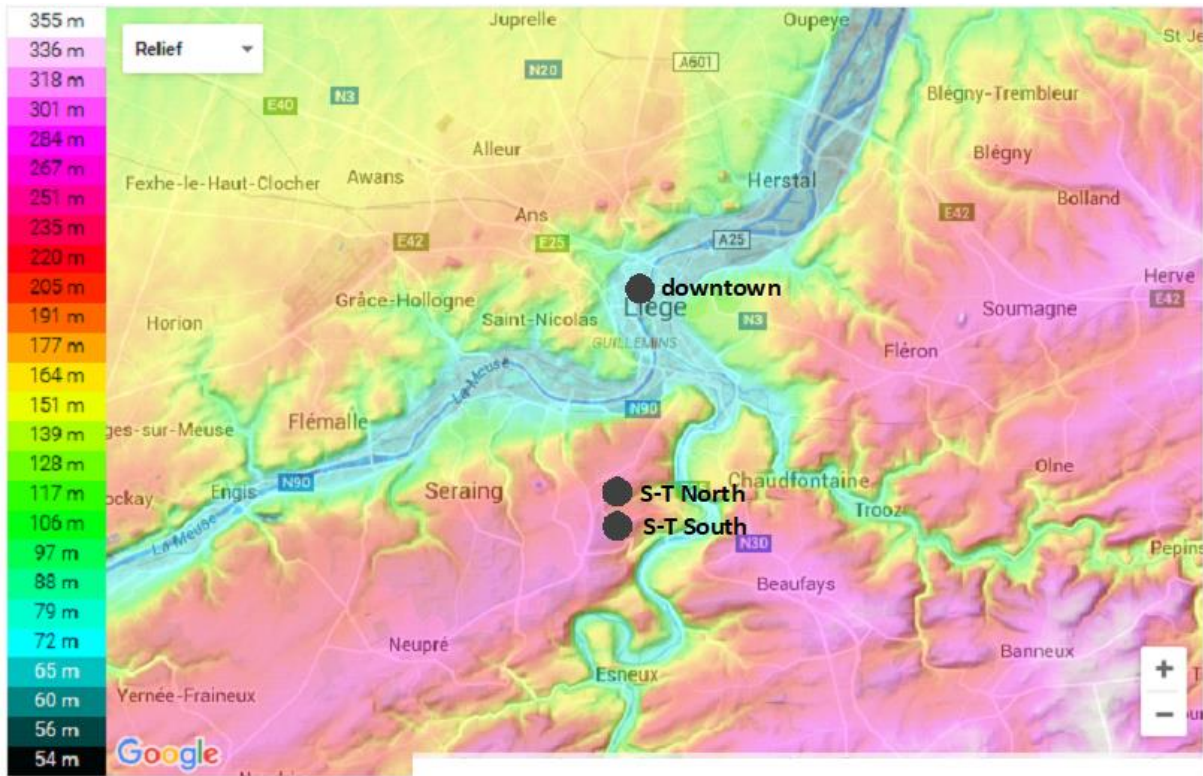 355 m
336 m
318 m
301 m
284 m
267 m
251 m
235 m
220 m
205 m
191 m
177 m
164 m
151 m
139 m
128 m
117 m
106 m
97 m
88 m
79 m
72 m
65 m
60 m
56 m
54 m
Relief
Juprelle
Oupeye
A601
N20
N3
E40
Blegny-Trembleur
Alleur
Blégny
Fexhe-le-Haut-Clocher
Awans
Herstal
Bolland
Ans
E42
E42
E25
A25
Herve
downtown
Grâce-Hollogne
Liège
E42
Horion
Saint-Nicolas
N3
Soumagne
GUILLEMINS
Fléron
La Meuse
N90
Flémalle
ges-sur-Meuse
Olne
Chaudfontaine
N90
Engis
Seraing
S-T North
ockay
Trooz
S-T South
La Meuse
N30
Pepins
Beaufays
Neupré
Banneux
Esneux
Yernée-Fraineux
+
−
Google